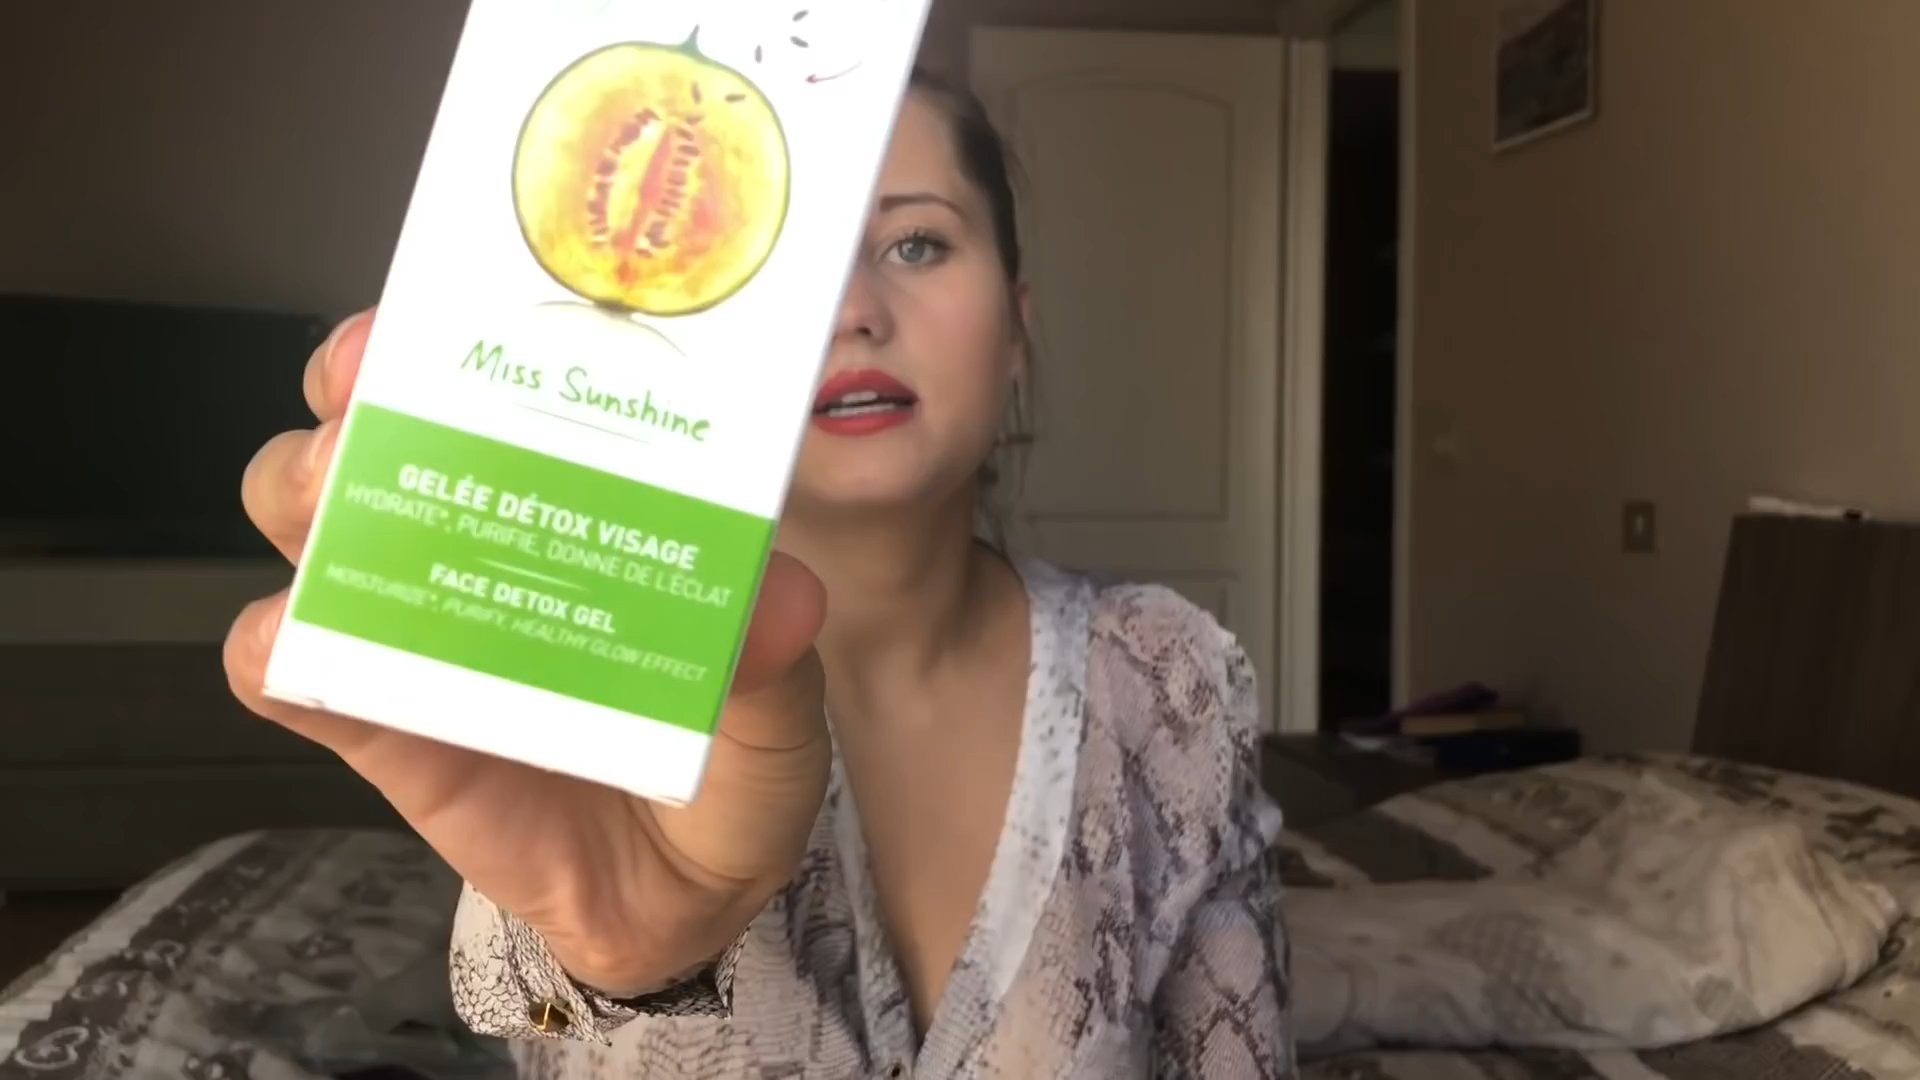 Miss Sunshine
GELÉE DÉTOX VISAGE
HYDRATE*, PURIFIE, DONNE DE L'ÉCLAT
FACE DETOX GEL
MOISTURIZE*, PURIFY, HEALTHY GLOW EFFECT